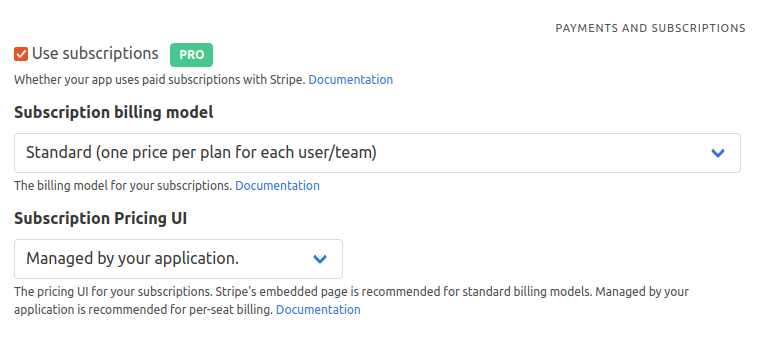 PAYMENTS AND SUBSCRIPTIONS
Use subscriptions PRO
Whether your app uses paid subscriptions with Stripe. Documentation
Subscription billing model
Standard (one price per plan for each user/team)
The billing model for your subscriptions. Documentation
Subscription Pricing UI
Managed by your application.
The pricing UI for your subscriptions. Stripe's embedded page is recommended for standard billing models. Managed by your
application is recommended for per-seat billing. Documentation